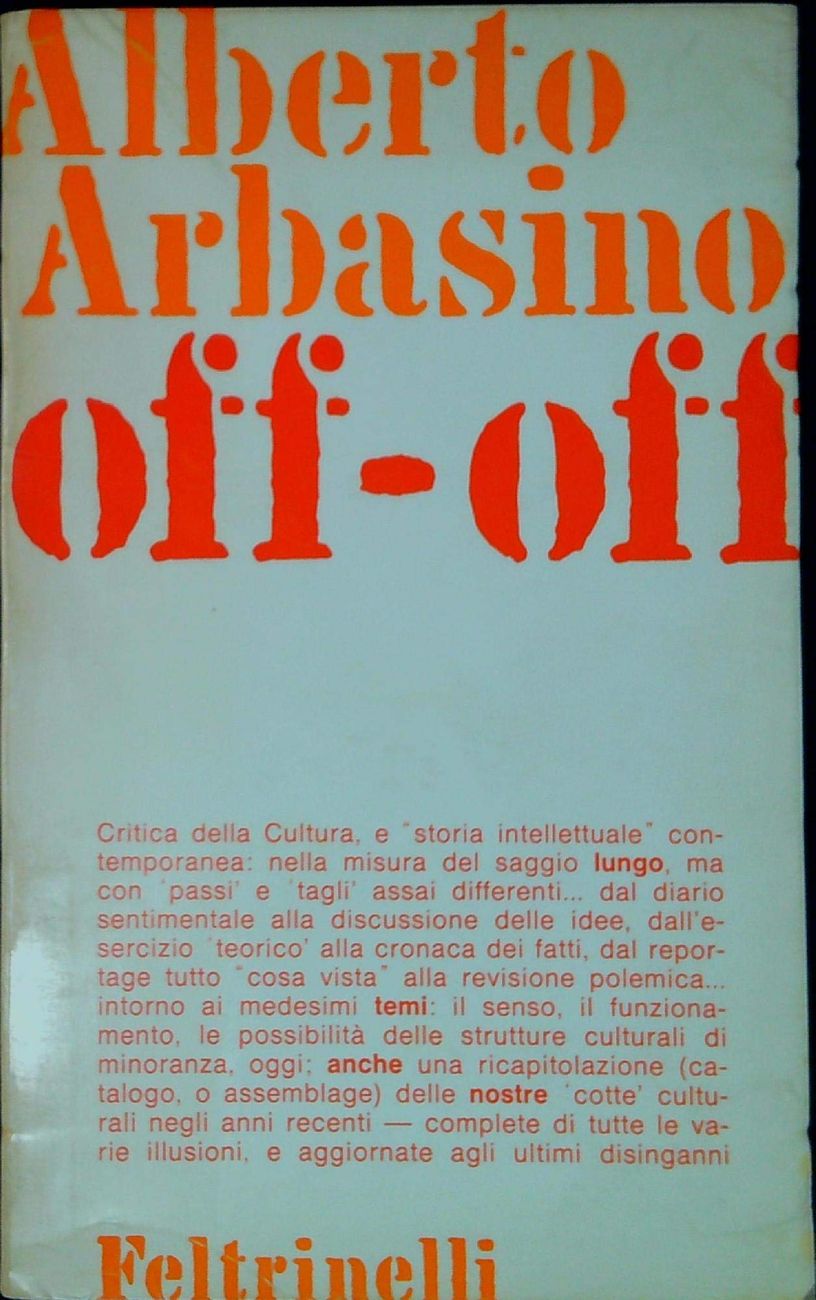 Alberto
Arbasino
off-off
Critica della Cultura, e "storia intellettuale" con-
temporanea: nella misura del saggio lungo, ma
con 'passi' e 'tagli' assai differenti... dal diario
sentimentale alla discussione delle idee, dall'e-
sercizio 'teorico' alla cronaca dei fatti, dal repor-
tage tutto "cosa vista" alla revisione polemica...
intorno ai medesimi temi: il senso, il funziona-
mento, le possibilità delle strutture culturali di
minoranza, oggi; anche una ricapitolazione (ca-
talogo, o assemblage) delle nostre 'cotte' cultu-
rali negli anni recenti — complete di tutte le va-
rie illusioni, e aggiornate agli ultimi disinganni
Feltrinelli